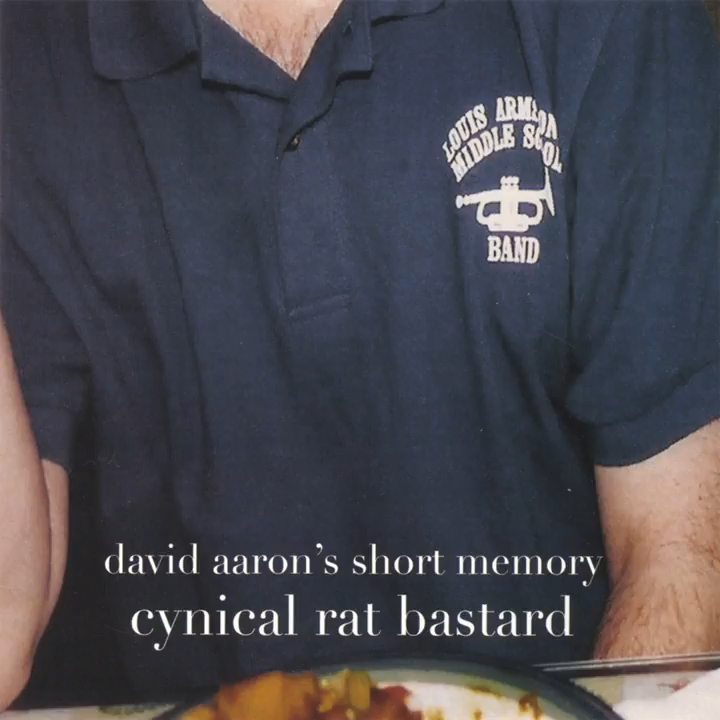 LOUIS
MIDDLE
BAND
david aaron's short memory
cynical rat bastard